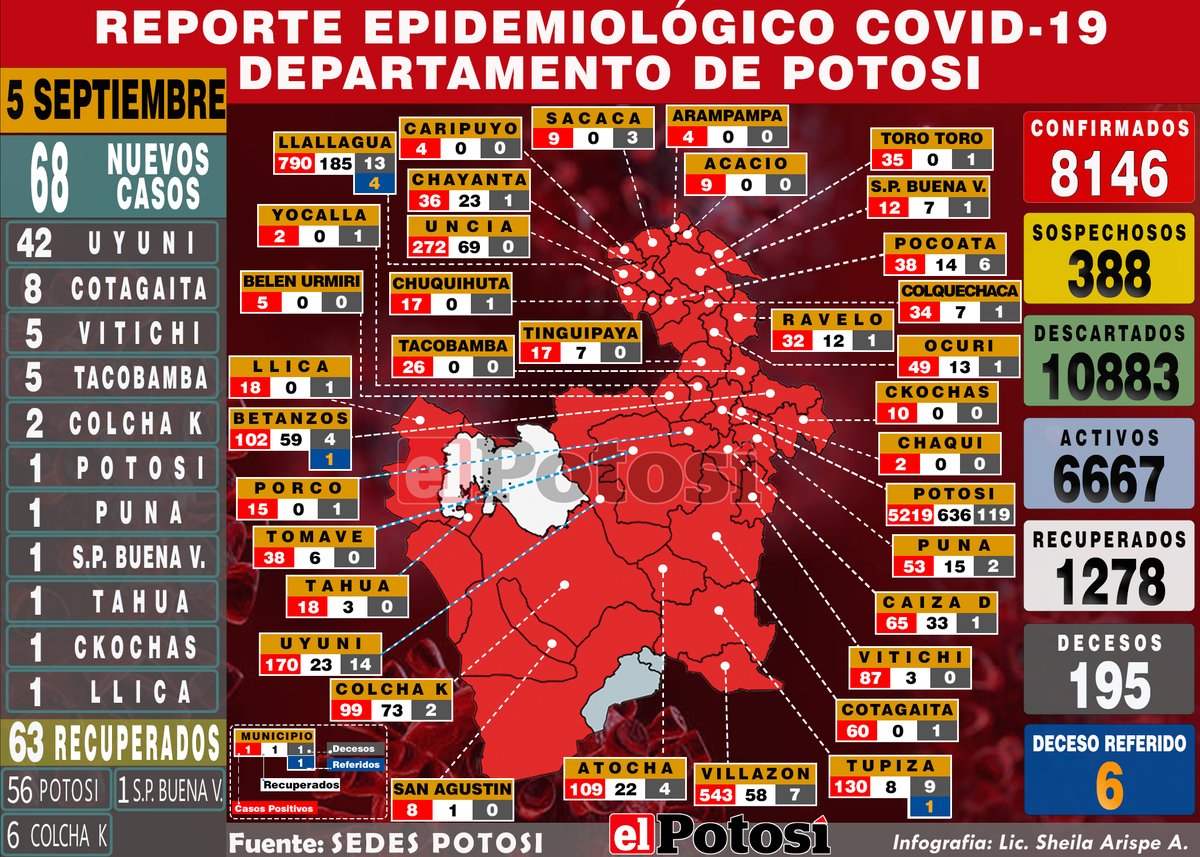 REPORTE EPIDEMIOLÓGICO COVID-19
DEPARTAMENTO DE POTOSI
5 SEPTIEMBRE
68 NUEVOS CASOS
42 UYUNI
8 COTAGAITA
5 VITICHI
5 TACOBAMBA
2 COLCHA K
1 POTOSI
1 PUNA
1 S.P. BUENA V.
1 TAHUA
1 CKOCHAS
1 LLICA
63 RECUPERADOS
56 POTOSI 1 S.P. BUENA V.
6 COLCHA K
LLALLAGUA
790 185 13
4
CARIPUYO
4 0 0
SACACA
9 0 3
ARAMPAMPA
4 0 0
ACACIO
9 0 0
TORO TORO
35 0 1
S.P. BUENA V.
12 7 1
CHAYANTA
36 23 1
YOCALLA
2 0 1
UNCIA
272 69 0
POCOATA
38 14 6
BELEN URMIRI
5 0 0
CHUQUIHUTA
17 0 1
COLQUECHACA
34 7 1
TINGUIPAYA
17 7 0
RAVELO
32 12 1
TACOBAMBA
26 0 0
OCURI
49 13 1
LLICA
18 0 1
CKOCHAS
10 0 0
BETANZOS
102 59 4
1
CHAQUI
2 0 0
PORCO
15 0 1
POTOSI
5219 636 119
TOMAVE
38 6 0
PUNA
53 15 2
TAHUA
18 3 0
CAIZA D
65 33 1
UYUNI
170 23 14
VITICHI
87 3 0
COLCHA K
99 73 2
COTAGAITA
60 0 1
SAN AGUSTIN
8 1 0
ATOCHA
109 22 4
VILLAZON
543 58 7
TUPIZA
130 8 9
1
MUNICIPIO
1 1 1 Decesos
1 Referidos
Recuperados
Casos Positivos
el Potosí
CONFIRMADOS
8146
SOSPECHOSOS
388
DESCARTADOS
10883
ACTIVOS
6667
RECUPERADOS
1278
DECESOS
195
DECESO REFERIDO
6
Fuente: SEDES POTOSI
el Potosí
Infografia: Lic. Sheila Arispe A.